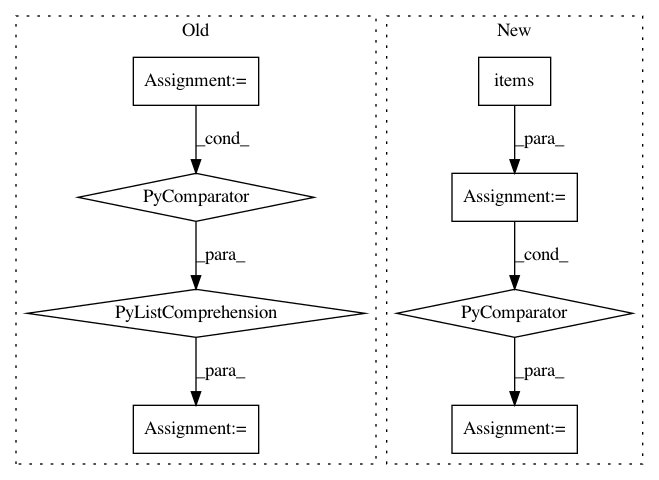 Old
Assignment:=
_cond_
PyComparator
_para_
PyListComprehension
_para_
Assignment:=
New
items
_para_
Assignment:=
_cond_
PyComparator
_para_
Assignment:=